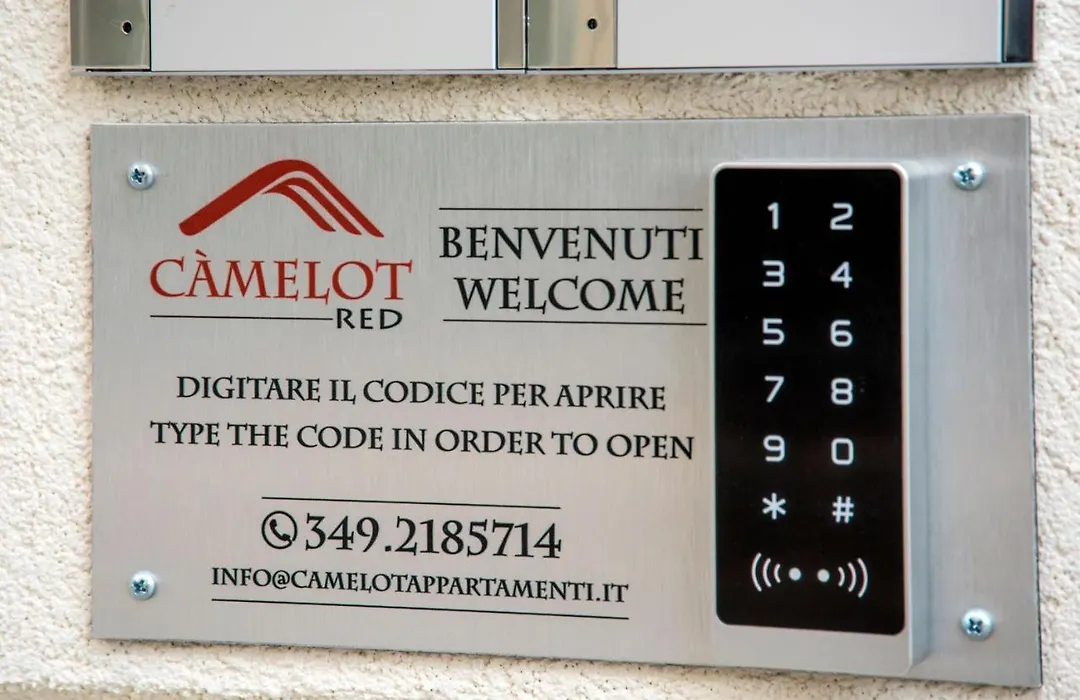 CÀMELOT
RED
BENVENUTI
WELCOME
DIGITARE IL CODICE PER APRIRE
TYPE THE CODE IN ORDER TO OPEN
349.2185714
INFO@CAMELOTAPPARTAMENTI.IT
1 2
3 4
5 6
7 8
9 0
* #